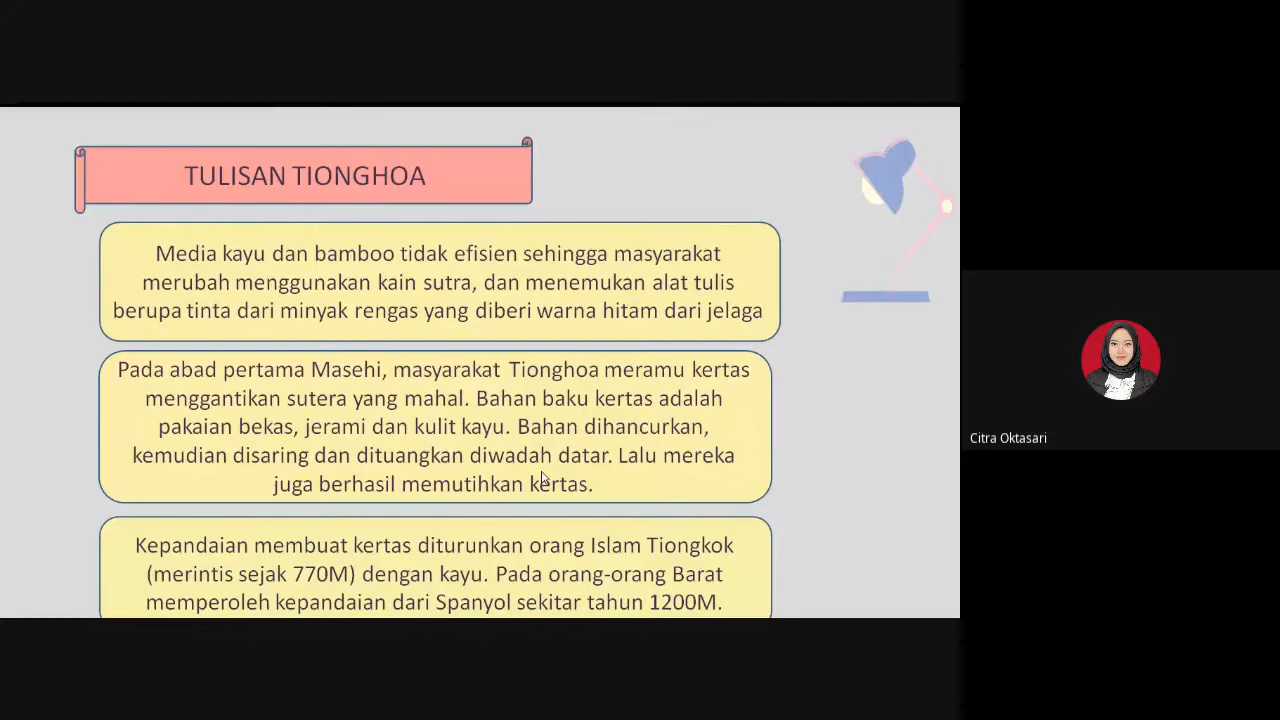 TULISAN TIONGHOA
Media kayu dan bamboo tidak efisien sehingga masyarakat
merubah menggunakan kain sutra, dan menemukan alat tulis
berupa tinta dari minyak rengas yang diberi warna hitam dari jelaga
Pada abad pertama Masehi, masyarakat Tionghoa meramu kertas
menggantikan sutera yang mahal. Bahan baku kertas adalah
pakaian bekas, jerami dan kulit kayu. Bahan dihancurkan,
kemudian disaring dan dituangkan diwadah datar. Lalu mereka
juga berhasil memutihkan kertas.
Kepandaian membuat kertas diturunkan orang Islam Tiongkok
(merintis sejak 770M) dengan kayu. Pada orang-orang Barat
memperoleh kepandaian dari Spanyol sekitar tahun 1200M.
Citra Oktasari